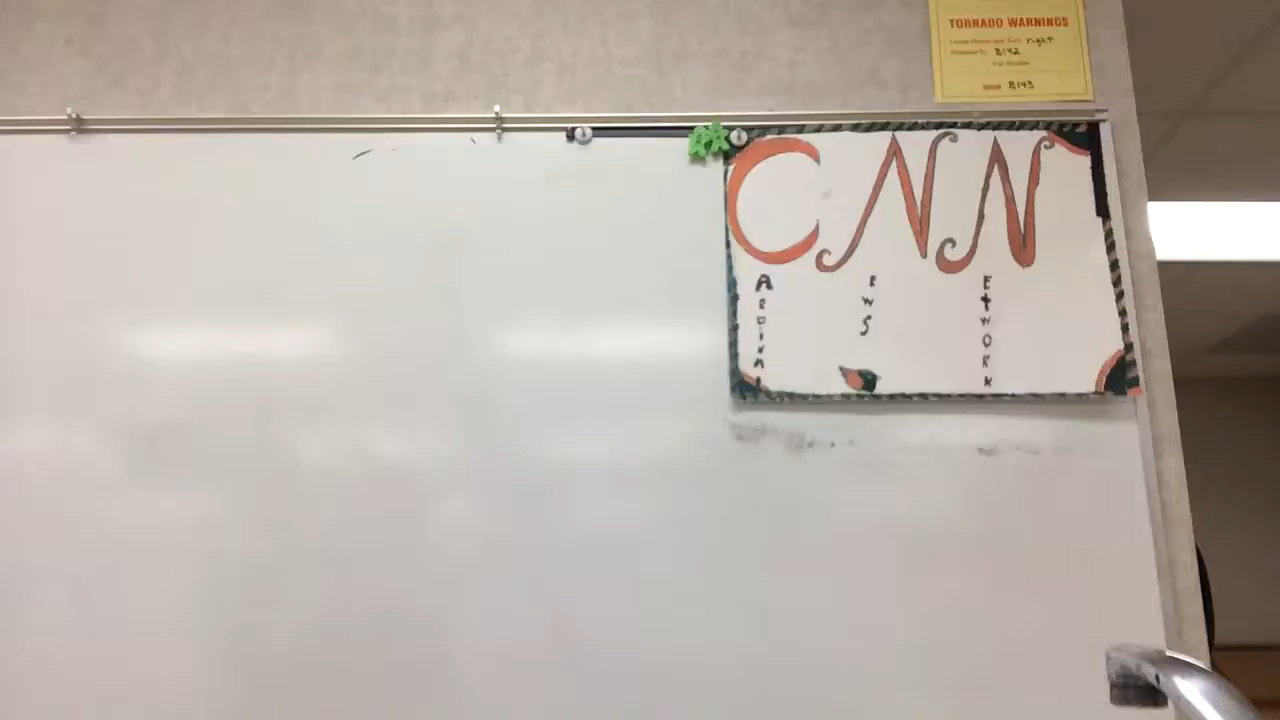 TORNADO WARNINGS
right
B142
B143
CNN
ARDINAL
EWS
ETWORK